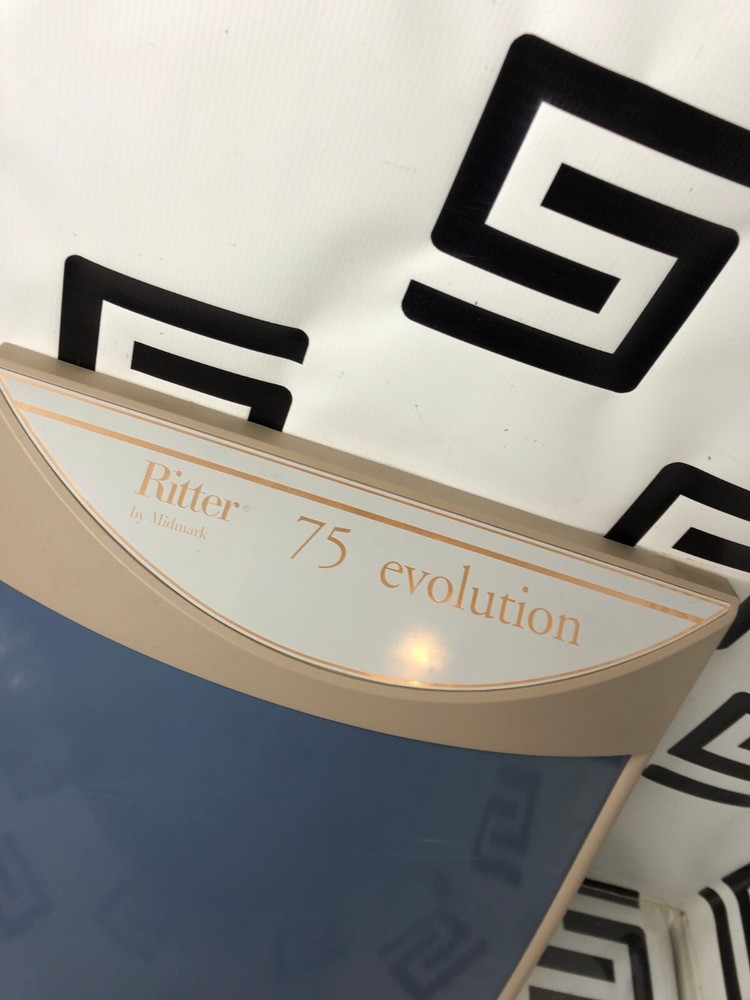 Ritter®
by Midmark
75 evolution